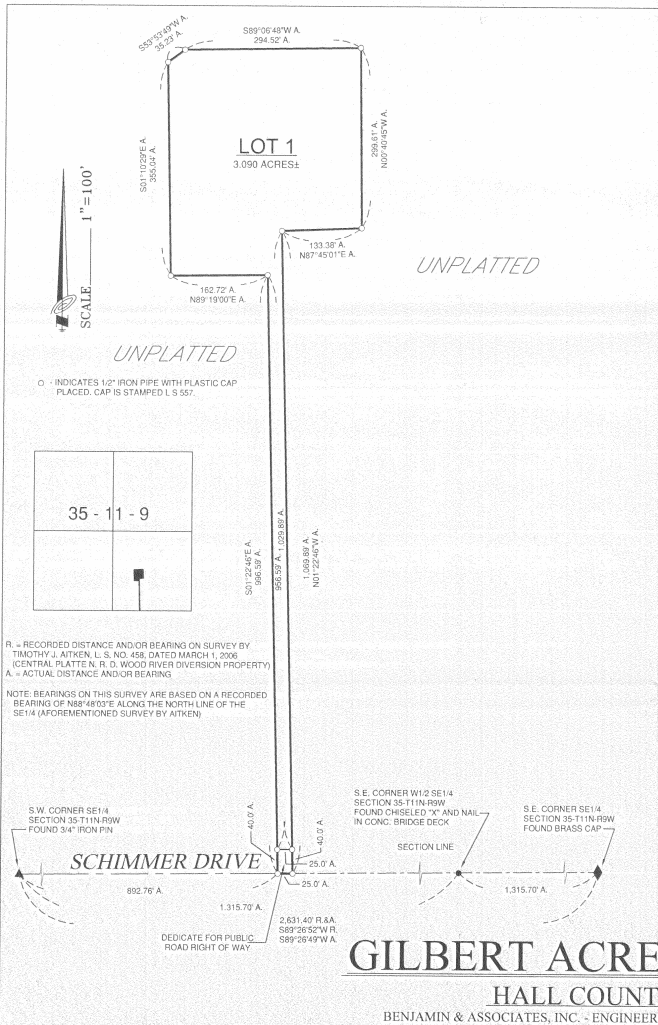 S89°06'48"W A.
294.52' A.
S53°53'49"W A.
35.23' A.
LOT 1
3.090 ACRES±
S01°10'29"E A.
355.04' A.
299.61' A.
N00°40'45"W A.
133.38' A.
N87°45'01"E A.
162.72' A.
N89°19'00"E A.
SCALE 1"=100'
UNPLATTED
UNPLATTED
O - INDICATES 1/2" IRON PIPE WITH PLASTIC CAP
PLACED. CAP IS STAMPED L S 557.
35 - 11 - 9
S01°22'46"E A.
996.59' A.
956.59' A.
1,029.89' A.
1,069.89' A.
N01°22'46"W A.
R. = RECORDED DISTANCE AND/OR BEARING ON SURVEY BY
TIMOTHY J. AITKEN, L. S. NO. 458, DATED MARCH 1, 2006
(CENTRAL PLATTE N. R. D. WOOD RIVER DIVERSION PROPERTY)
A. = ACTUAL DISTANCE AND/OR BEARING
NOTE: BEARINGS ON THIS SURVEY ARE BASED ON A RECORDED
BEARING OF N88°48'03"E ALONG THE NORTH LINE OF THE
SE1/4 (AFOREMENTIONED SURVEY BY AITKEN)
S.W. CORNER SE1/4
SECTION 35-T11N-R9W
FOUND 3/4" IRON PIN
S.E. CORNER W1/2 SE1/4
SECTION 35-T11N-R9W
FOUND CHISELED "X" AND NAIL
IN CONC. BRIDGE DECK
S.E. CORNER SE1/4
SECTION 35-T11N-R9W
FOUND BRASS CAP
SECTION LINE
40.0' A.
40.0' A.
25.0' A.
25.0' A.
SCHIMMER DRIVE
892.76' A.
1,315.70' A.
1,315.70' A.
2,631.40' R.&A.
S89°26'52"W R.
S89°26'49"W A.
DEDICATE FOR PUBLIC
ROAD RIGHT OF WAY
GILBERT ACRE
HALL COUNT
BENJAMIN & ASSOCIATES, INC. - ENGINEER